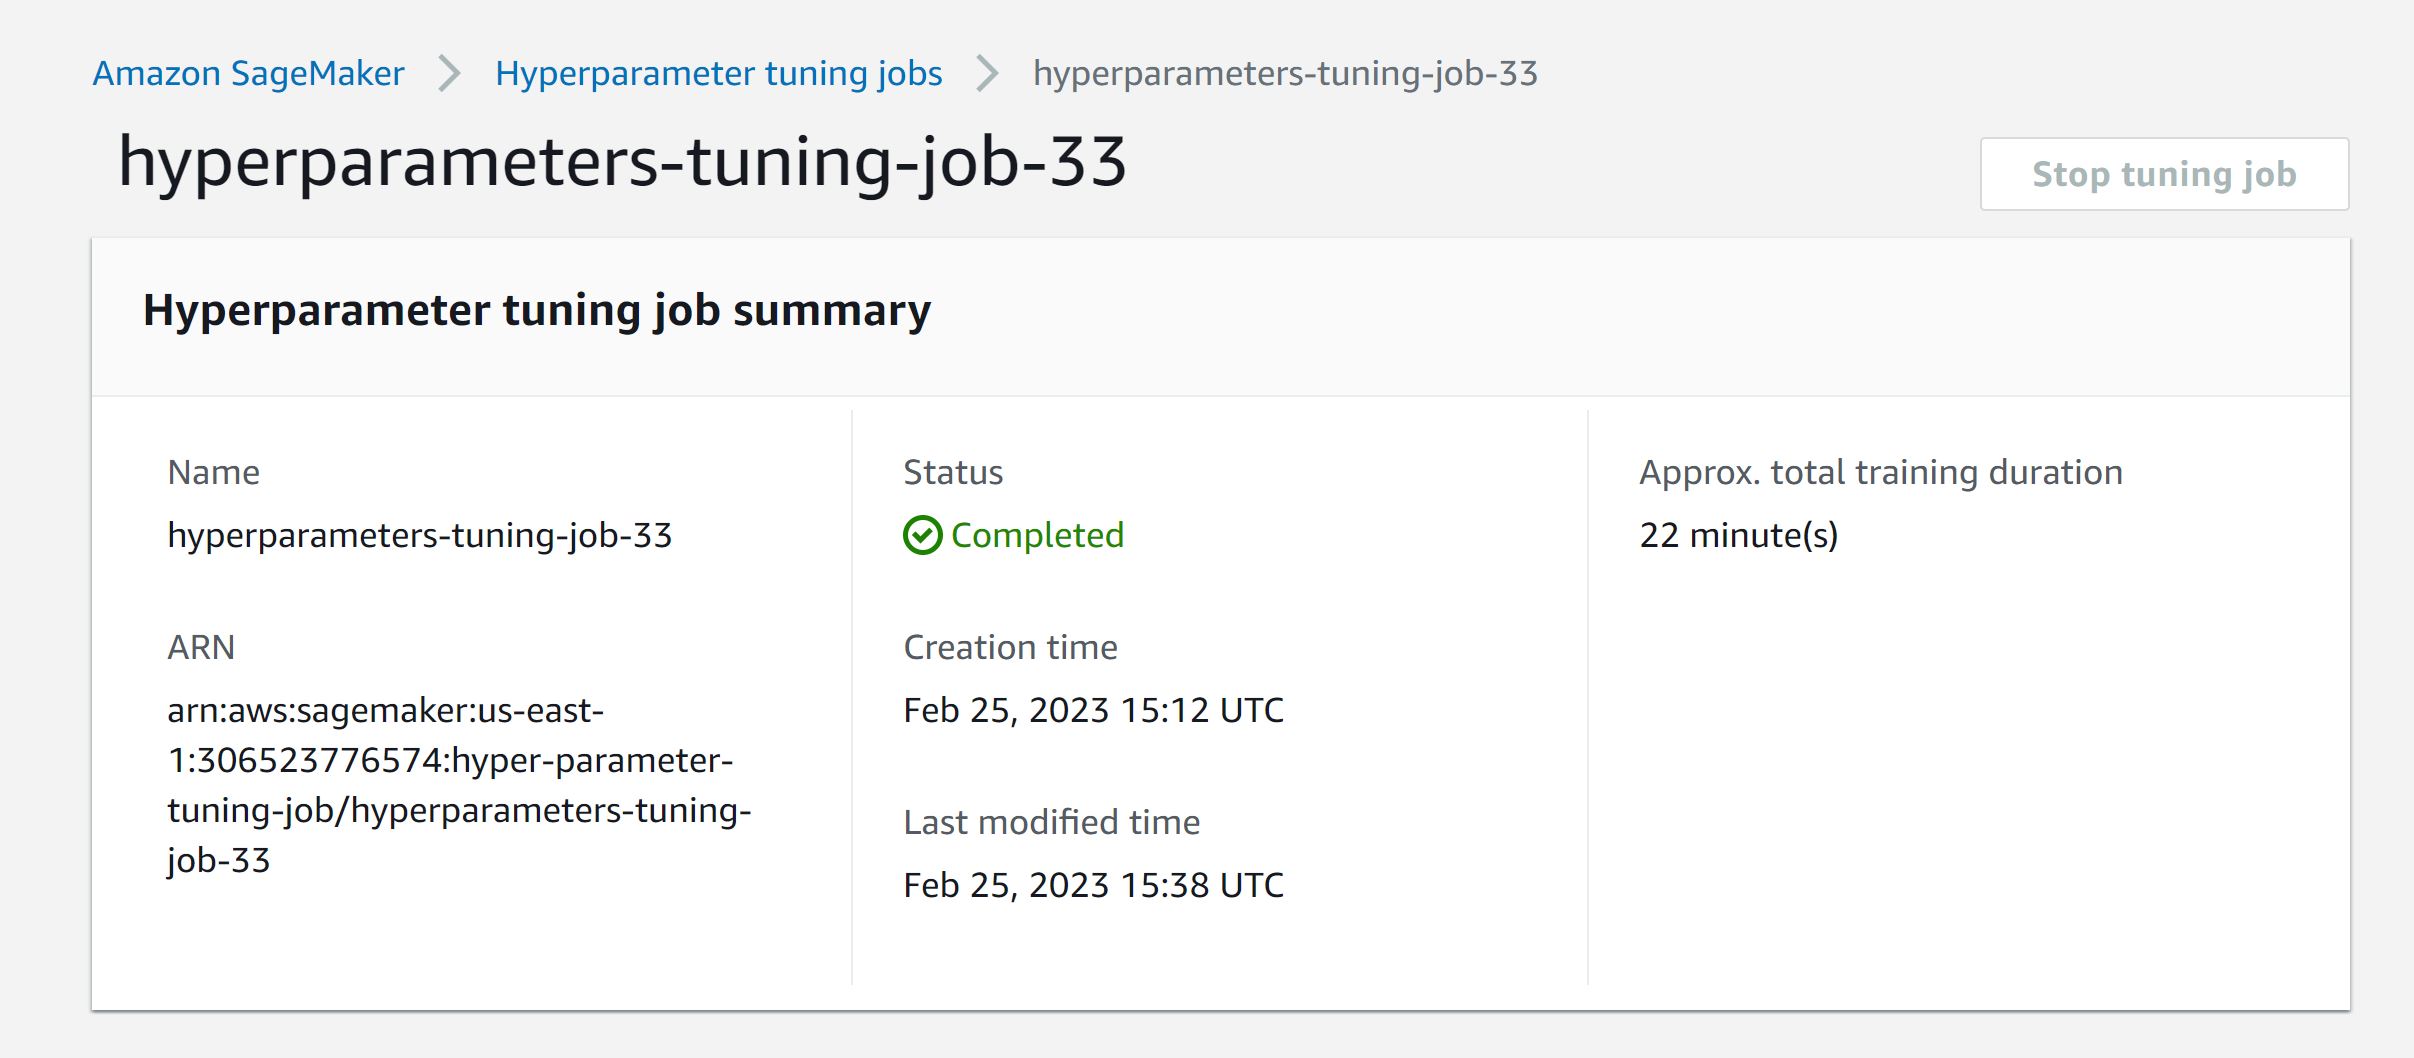 Amazon SageMaker > Hyperparameter tuning jobs > hyperparameters-tuning-job-33
hyperparameters-tuning-job-33
Stop tuning job
Hyperparameter tuning job summary
Name
hyperparameters-tuning-job-33
ARN
arn:aws:sagemaker:us-east-
1:306523776574:hyper-parameter-
tuning-job/hyperparameters-tuning-
job-33
Status
Completed
Creation time
Feb 25, 2023 15:12 UTC
Last modified time
Feb 25, 2023 15:38 UTC
Approx. total training duration
22 minute(s)